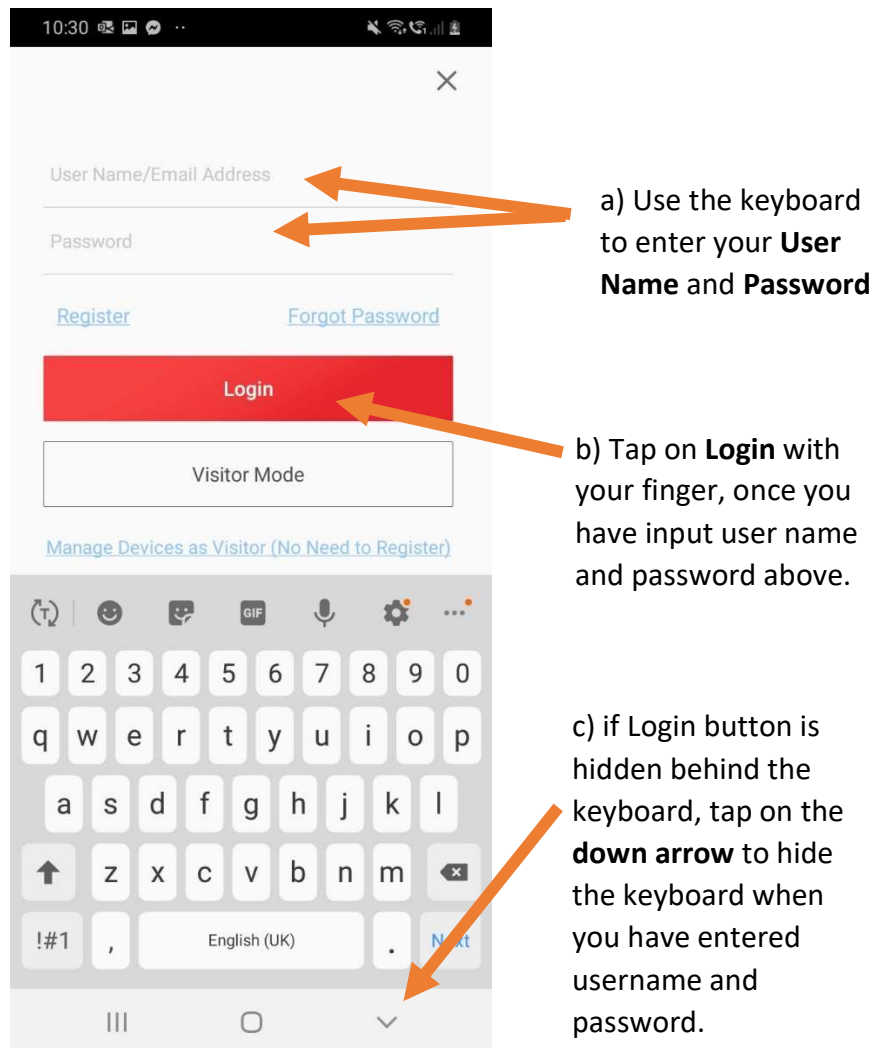 10:30
User Name/Email Address
Password
Register Forgot Password
Login
Visitor Mode
Manage Devices as Visitor (No Need to Register)
T GIF
1 2 3 4 5 6 7 8 9 0
q w e r t y u i o p
a s d f g h j k l
z x c v b n m
!#1 , English (UK) . Next
a) Use the keyboard
to enter your User
Name and Password
b) Tap on Login with
your finger, once you
have input user name
and password above.
c) if Login button is
hidden behind the
keyboard, tap on the
down arrow to hide
the keyboard when
you have entered
username and
password.